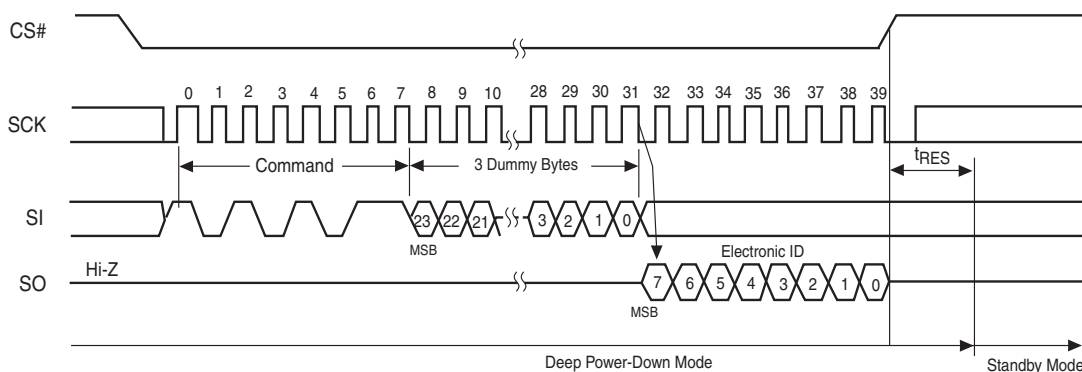 CS#
0 1 2 3 4 5 6 7 8 9 10 28 29 30 31 32 33 34 35 36 37 38 39
SCK
Command
3 Dummy Bytes
tRES
SI
23 22 21 3 2 1 0
MSB
Electronic ID
Hi-Z
SO
7 6 5 4 3 2 1 0
MSB
Deep Power-Down Mode
Standby Mode